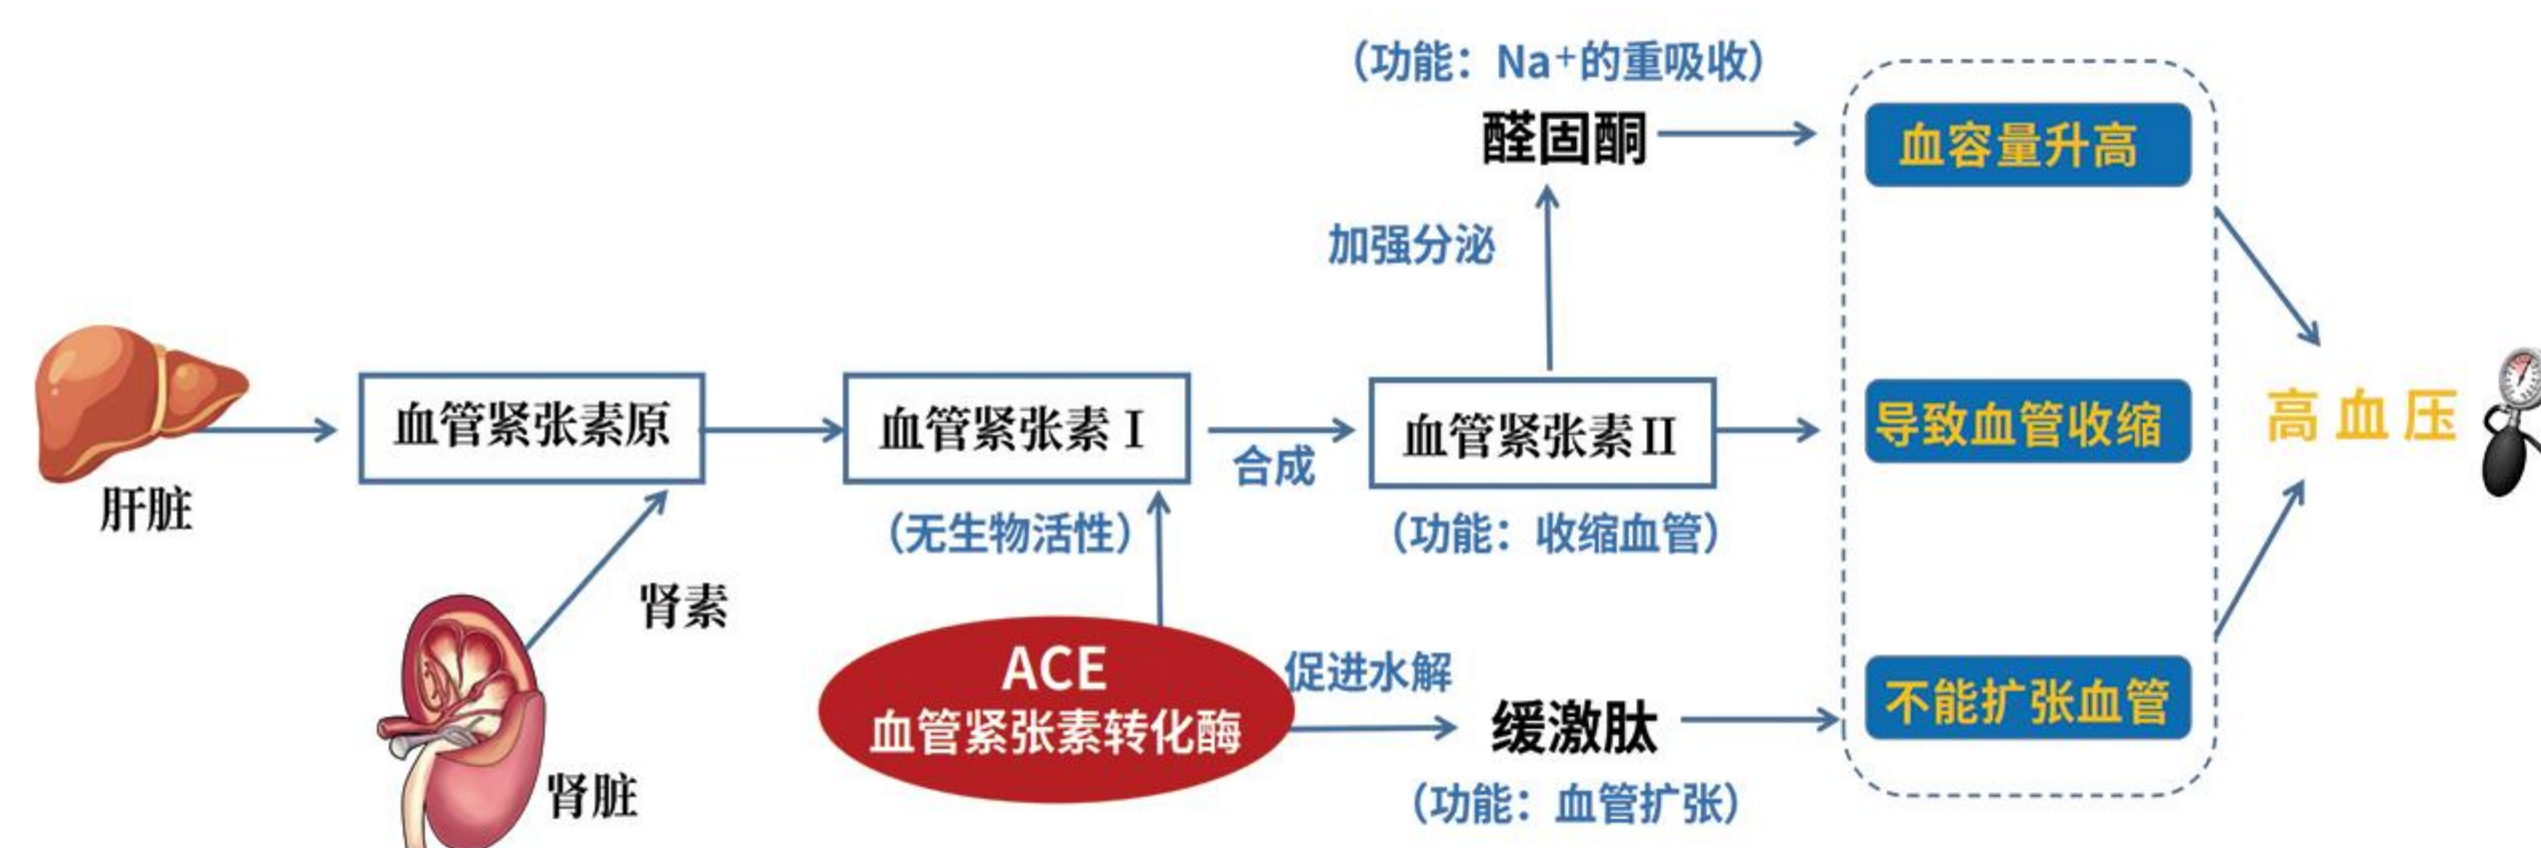 (功能：Na+的重吸收)
醛固酮
血容量升高
加强分泌
血管紧张素原
血管紧张素Ⅰ
合成
血管紧张素Ⅱ
导致血管收缩
高血压
肝脏
(无生物活性)
(功能：收缩血管)
肾素
ACE
血管紧张素转化酶
促进水解
缓激肽
不能扩张血管
肾脏
(功能：血管扩张)